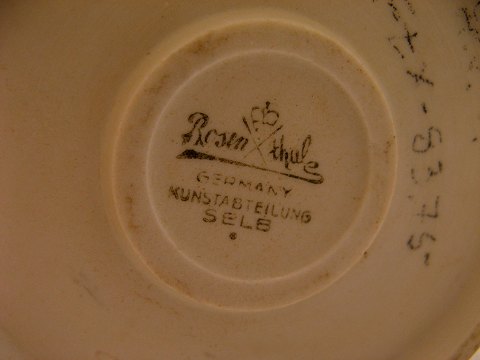 Rosenthal
GERMANY
KUNSTABTEILUNG
SELB